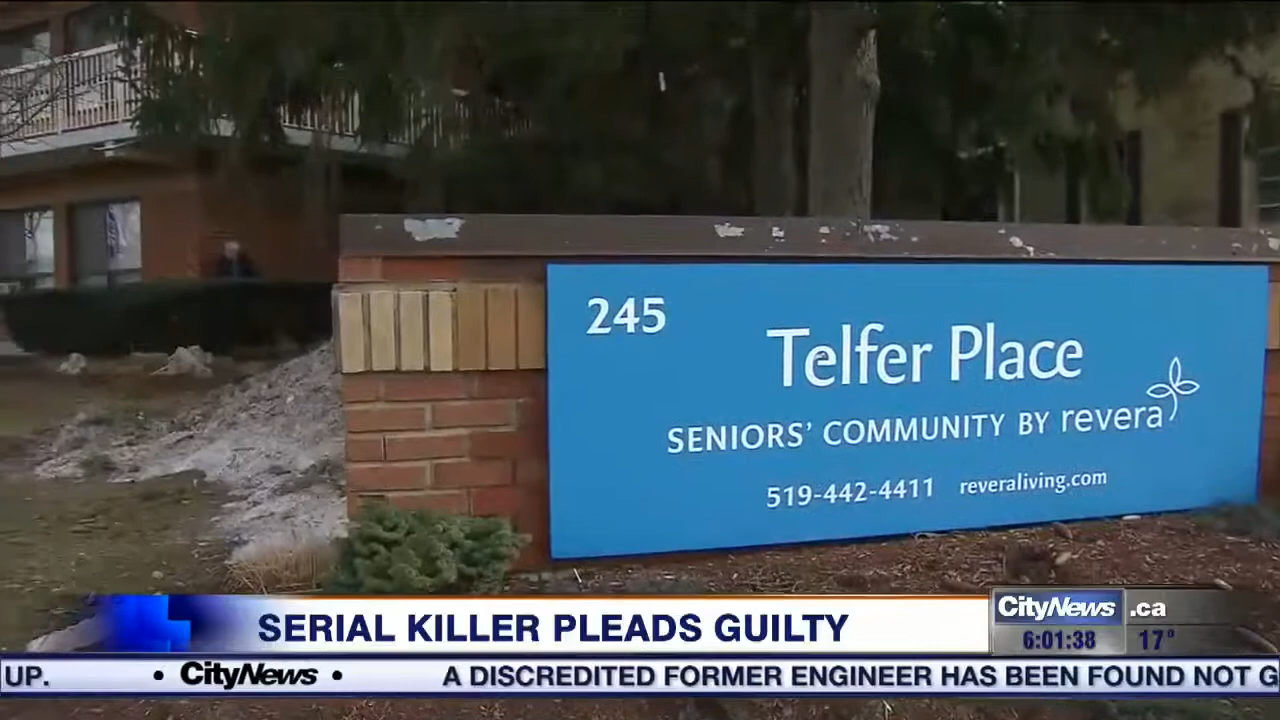 245
Telfer Place
SENIORS' COMMUNITY BY revera
519-442-4411 reveraliving.com
SERIAL KILLER PLEADS GUILTY
CityNews .ca
6:01:38 17°
UP. • CityNews • A DISCREDITED FORMER ENGINEER HAS BEEN FOUND NOT G